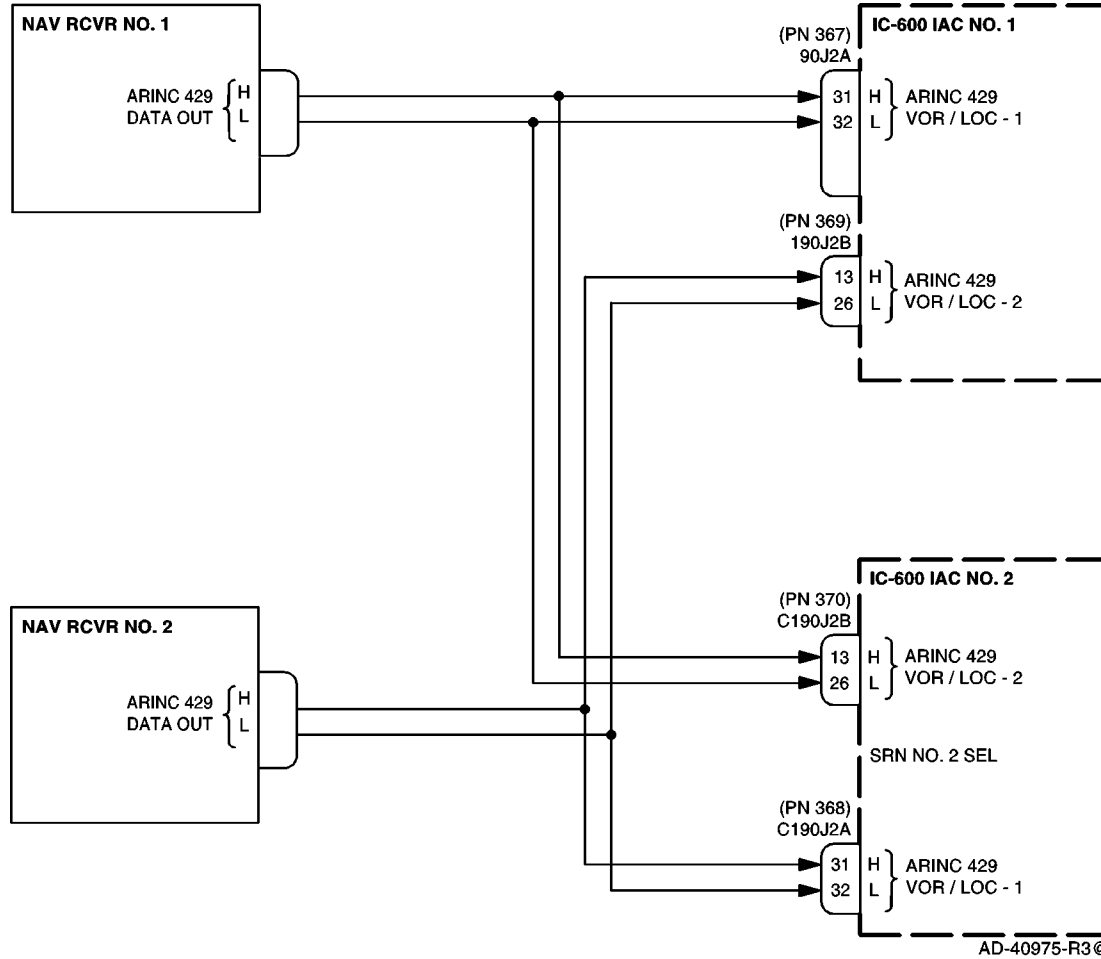 NAV RCVR NO. 1
ARINC 429
DATA OUT
H
L
(PN 367)
90J2A
IC-600 IAC NO. 1
31 H ARINC 429
32 L VOR / LOC - 1
(PN 369)
190J2B
13 H ARINC 429
26 L VOR / LOC - 2
NAV RCVR NO. 2
ARINC 429
DATA OUT
H
L
IC-600 IAC NO. 2
(PN 370)
C190J2B
13 H ARINC 429
26 L VOR / LOC - 2
SRN NO. 2 SEL
(PN 368)
C190J2A
31 H ARINC 429
32 L VOR / LOC - 1
AD-40975-R3©